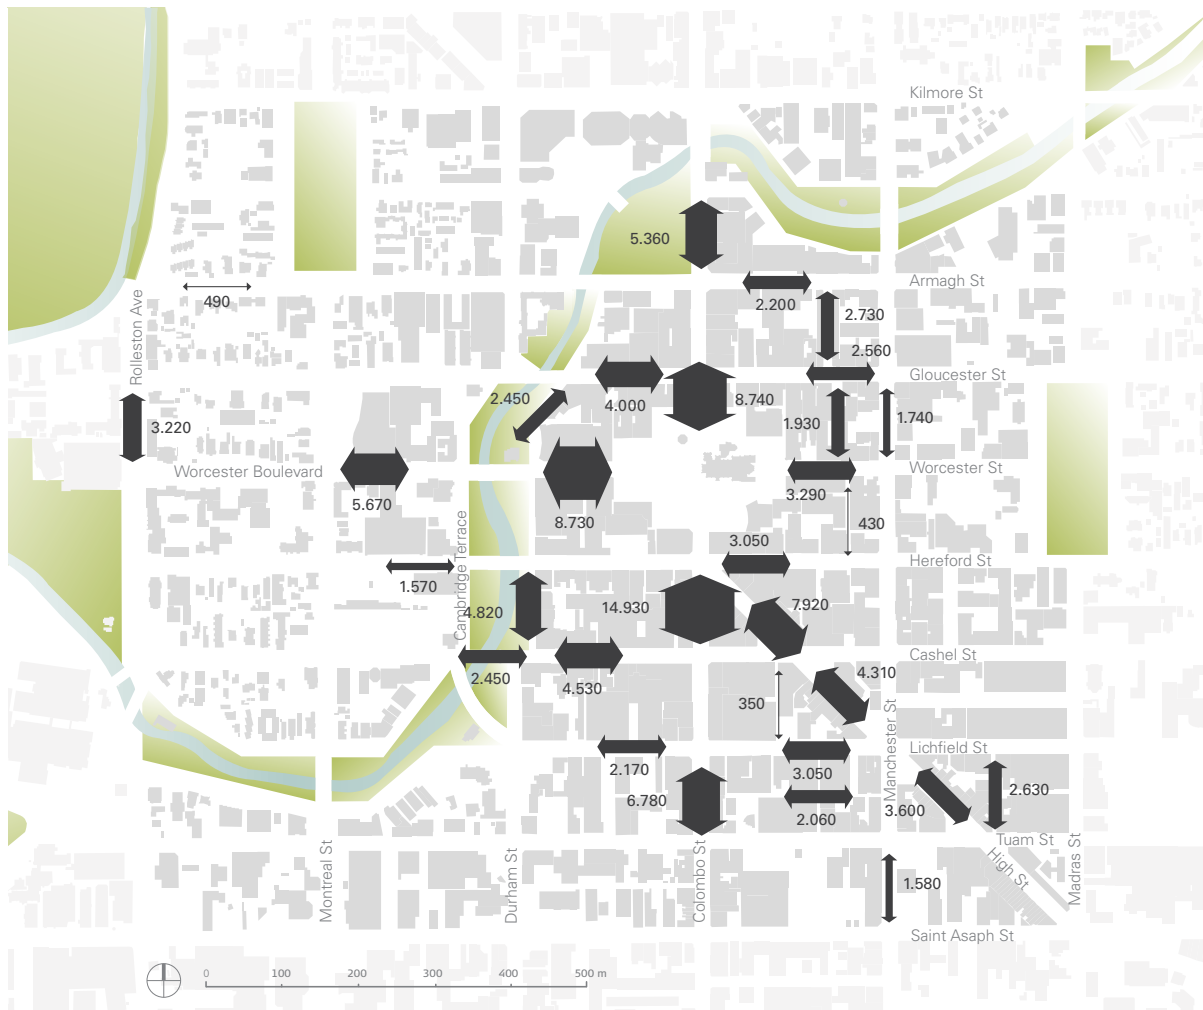 Kilmore St
5.360
Armagh St
490
2.200
2.730
2.560
Rolleston Ave
Gloucester St
2.450
4.000
8.740
1.930
1.740
3.220
Worcester Boulevard
Worcester St
5.670
3.290
8.730
430
3.050
Cambridge Terrace
Hereford St
1.570
4.820
14.930
7.920
Cashel St
2.450
4.530
4.310
350
Manchester St
Lichfield St
2.170
3.050
6.780
2.060
3.600
2.630
Tuam St
Montreal St
Durham St
Colombo St
High St
Madras St
1.580
Saint Asaph St
0 100 200 300 400 500 m